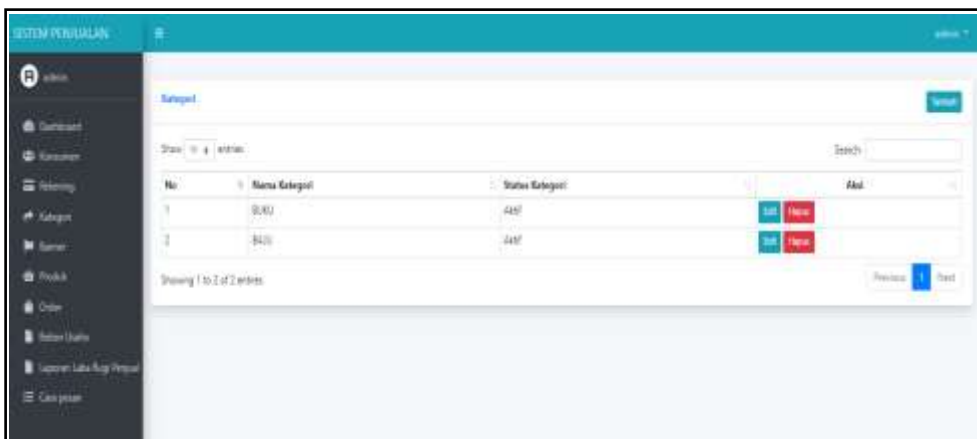 SISTEM PENJUALAN
admin
admin
Kategori
Tambah
Dashboard
Konsumen
Rekening
Kategori
Banner
Produk
Order
Beban Usaha
Laporan Laba Rugi Penjual
Cara pesan
Show 10 entries
Search:
No Nama Kategori Status Kategori Aksi
1 BUKU Aktif Edit Hapus
2 BAJU Aktif Edit Hapus
Showing 1 to 2 of 2 entries
Previous 1 Next